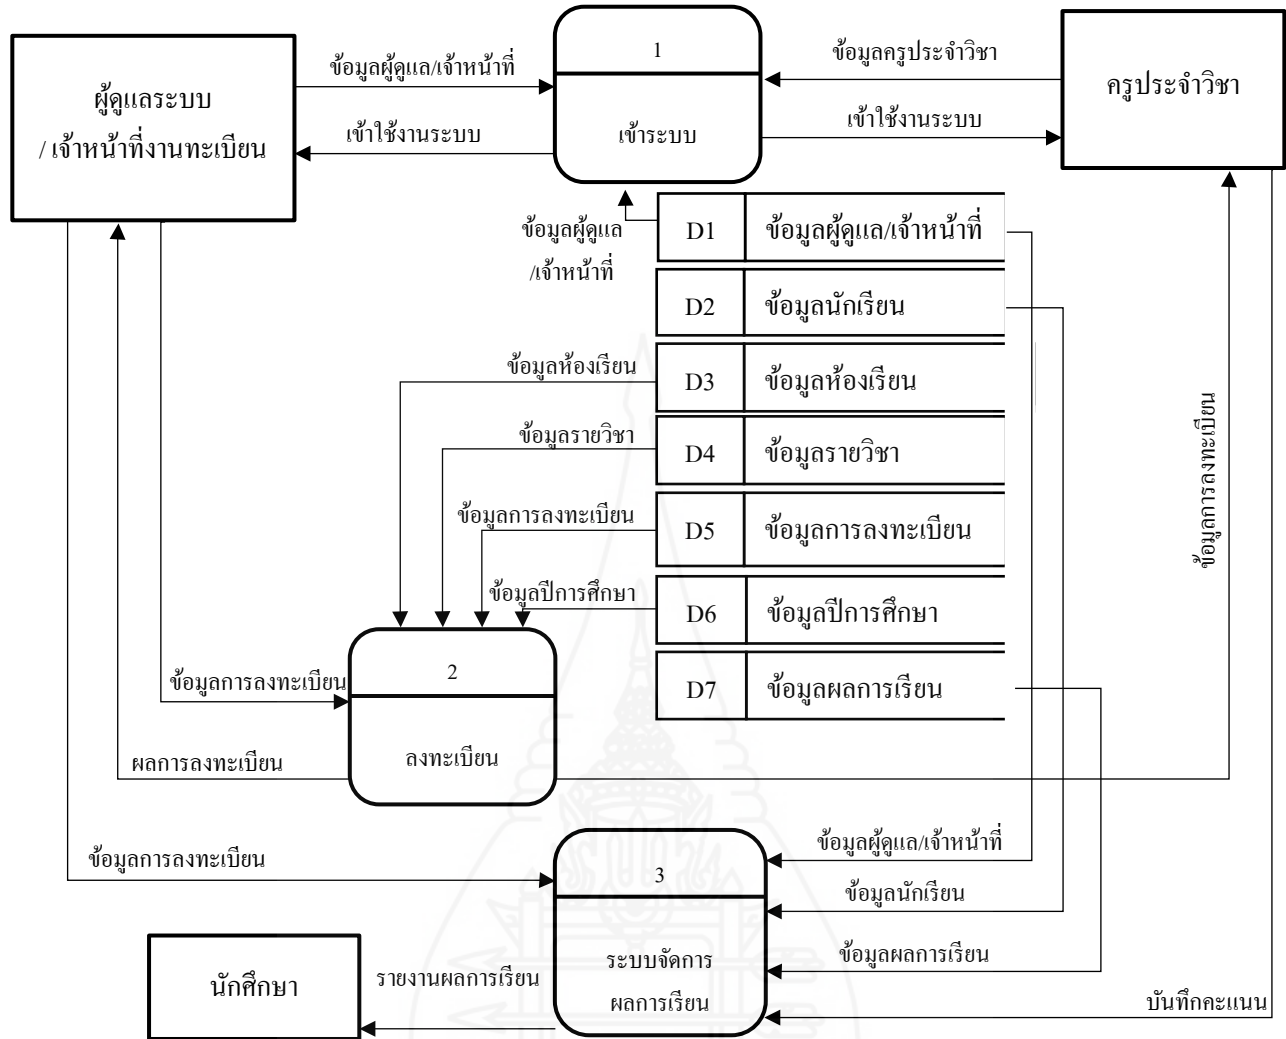 1
ข้อมูลผู้ดูแล/เจ้าหน้าที่
ข้อมูลครูประจำวิชา
ผู้ดูแลระบบ
/ เจ้าหน้าที่งานทะเบียน
ครูประจำวิชา
เข้าใช้งานระบบ
เข้าระบบ
เข้าใช้งานระบบ
ข้อมูลผู้ดูแล
/เจ้าหน้าที่
D1 ข้อมูลผู้ดูแล/เจ้าหน้าที่
D2 ข้อมูลนักเรียน
ข้อมูลห้องเรียน
D3 ข้อมูลห้องเรียน
ข้อมูลรายวิชา
D4 ข้อมูลรายวิชา
ข้อมูลการลงทะเบียน
D5 ข้อมูลการลงทะเบียน
ข้อมูลการลงทะเบียน
ข้อมูลปีการศึกษา
D6 ข้อมูลปีการศึกษา
2
D7 ข้อมูลผลการเรียน
ข้อมูลการลงทะเบียน
ลงทะเบียน
ผลการลงทะเบียน
ข้อมูลการลงทะเบียน
3
ข้อมูลผู้ดูแล/เจ้าหน้าที่
ข้อมูลนักเรียน
ระบบจัดการ
ผลการเรียน
ข้อมูลผลการเรียน
นักศึกษา
รายงานผลการเรียน
บันทึกคะแนน